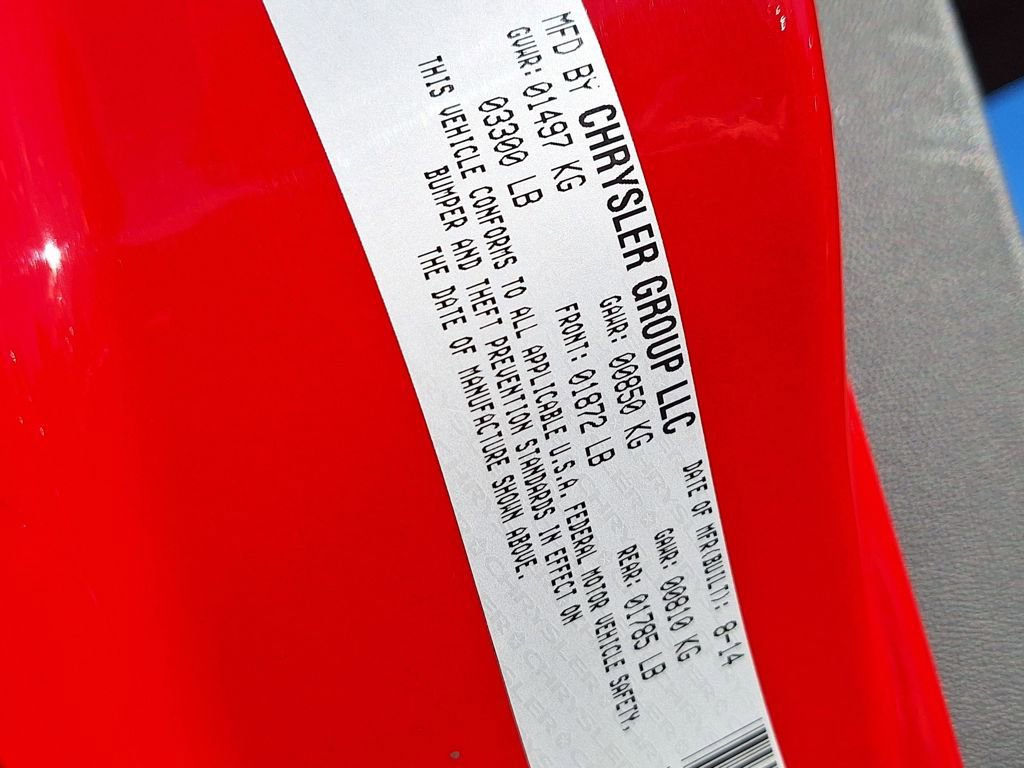 MFD BY CHRYSLER GROUP LLC DATE OF MFR(BUILT): 8-14
GVWR: 01497 KG GAWR: 00850 KG GAWR: 00810 KG
03300 LB FRONT: 01872 LB REAR: 01785 LB
THIS VEHICLE CONFORMS TO ALL APPLICABLE U.S.A. FEDERAL MOTOR VEHICLE SAFETY,
BUMPER AND THEFT PREVENTION STANDARDS IN EFFECT ON
THE DATE OF MANUFACTURE SHOWN ABOVE.